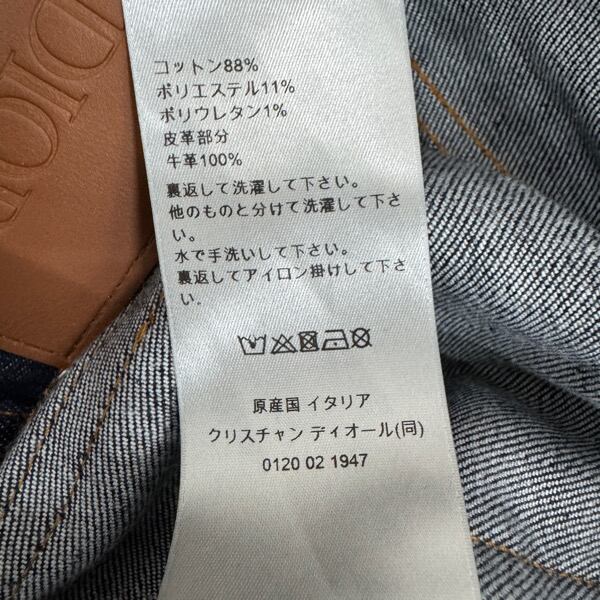 DIOR
コットン88%
ポリエステル11%
ポリウレタン1%
皮革部分
牛革100%
裏返して洗濯して下さい。
他のものと分けて洗濯して下さ
い。
水で手洗いして下さい。
裏返してアイロン掛けして下さ
い。
原産国 イタリア
クリスチャン ディオール(同)
0120 02 1947